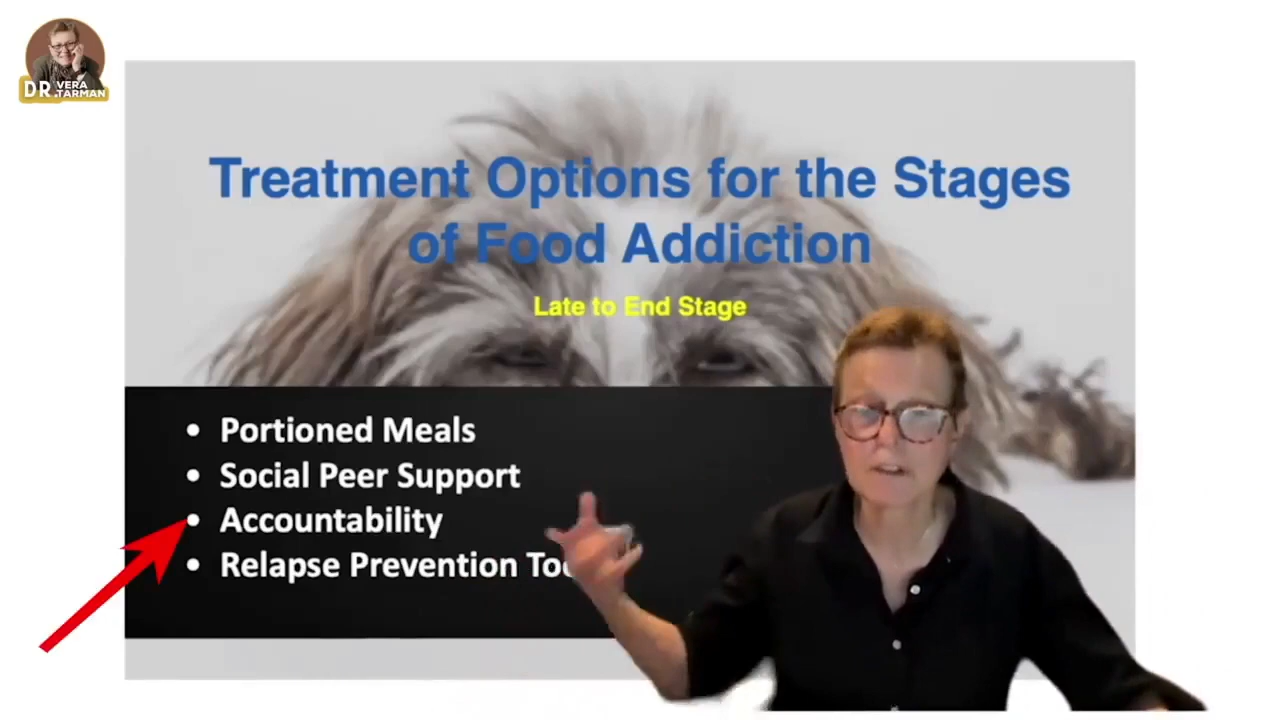 DR. VERA
TARMAN
Treatment Options for the Stages
of Food Addiction
Late to End Stage
• Portioned Meals
• Social Peer Support
• Accountability
• Relapse Prevention